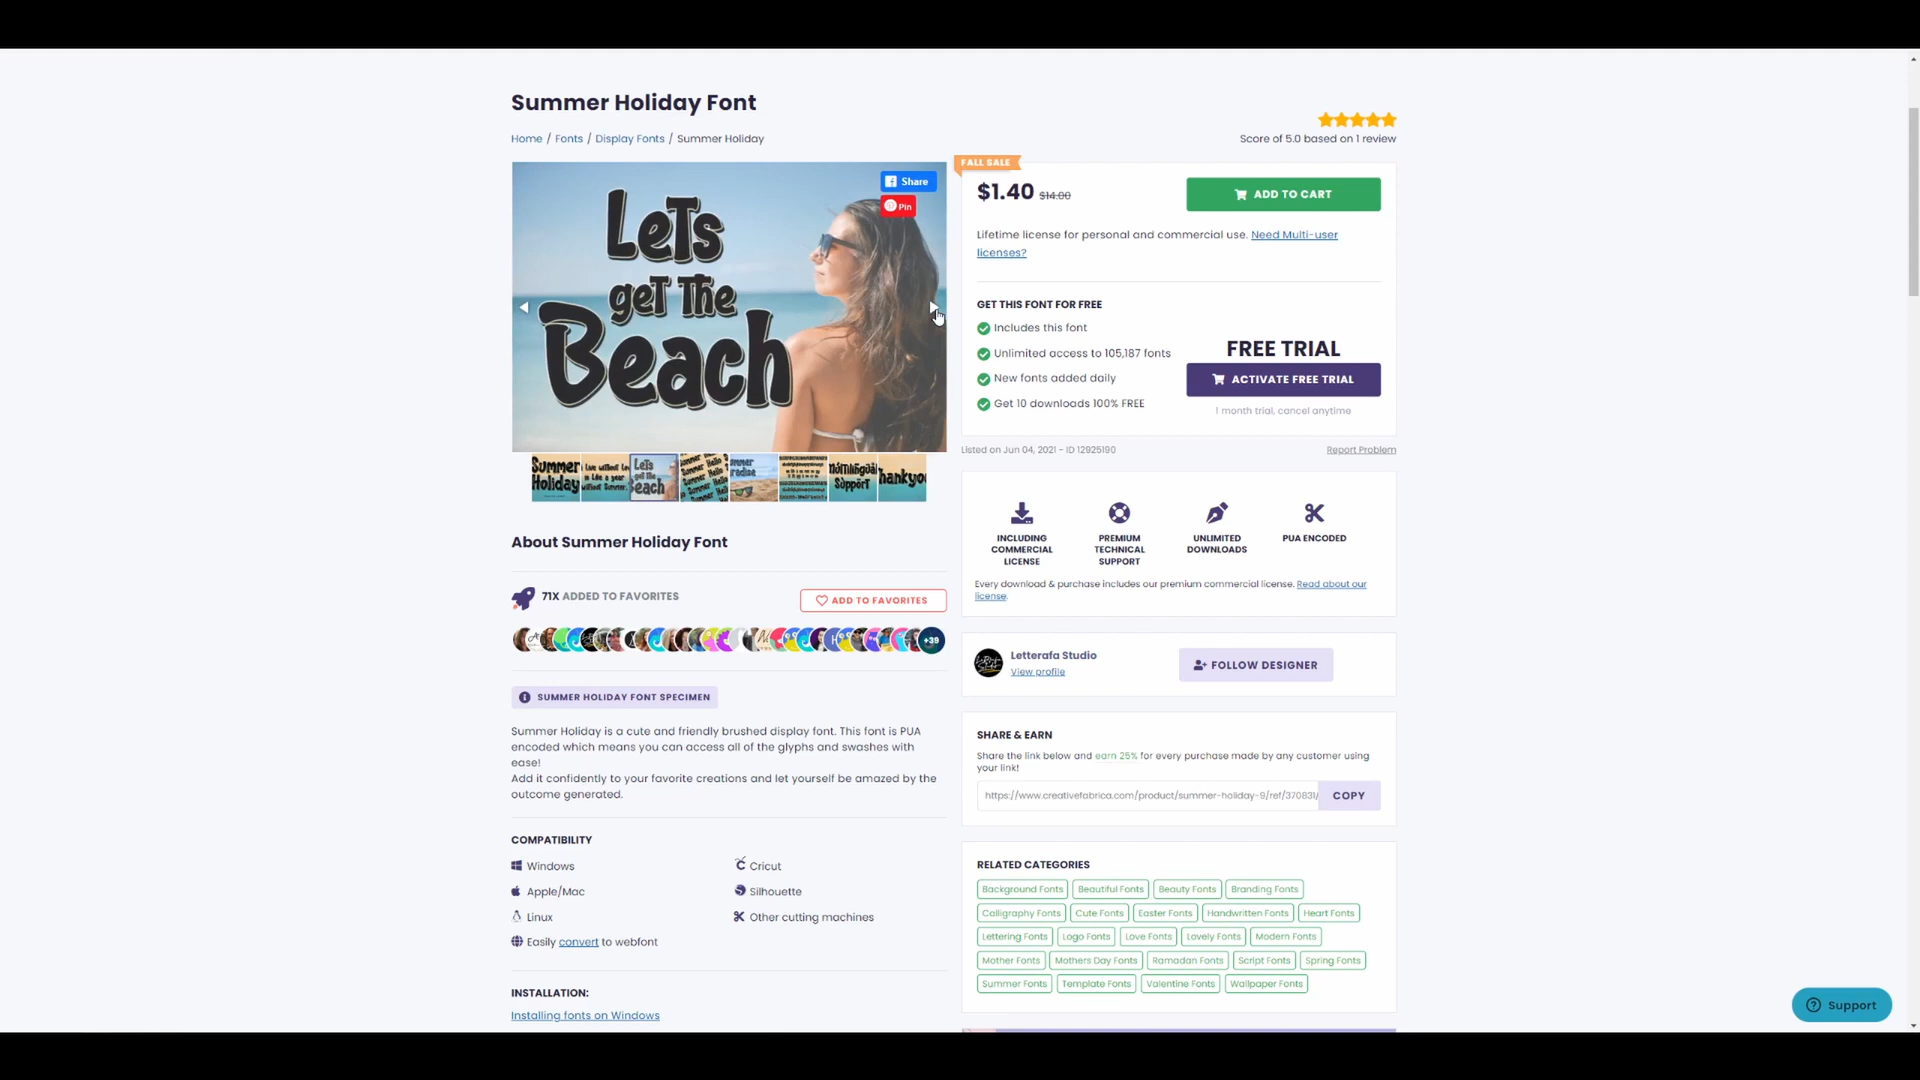 Summer Holiday Font
Home / Fonts / Display Fonts / Summer Holiday
Score of 5.0 based on 1 review
LeTs
geT The
Beach
Share
Pin
Summer
Holiday
Lets
get the
Beach
Multilingual
Support
FALL SALE
$1.40 $14.00
ADD TO CART
Lifetime license for personal and commercial use. Need Multi-user
licenses?
GET THIS FONT FOR FREE
Includes this font
Unlimited access to 105,187 fonts
New fonts added daily
Get 10 downloads 100% FREE
FREE TRIAL
ACTIVATE FREE TRIAL
1 month trial, cancel anytime
Listed on Jun 04, 2021 - ID 12925190
Report Problem
INCLUDING
COMMERCIAL
LICENSE
PREMIUM
TECHNICAL
SUPPORT
UNLIMITED
DOWNLOADS
PUA ENCODED
Every download & purchase includes our premium commercial license. Read about our
license.
Letterafa Studio
View profile
FOLLOW DESIGNER
SHARE & EARN
Share the link below and earn 25% for every purchase made by any customer using
your link!
https://www.creativefabrica.com/product/summer-holiday-9/ref/370831/
COPY
RELATED CATEGORIES
Background Fonts Beautiful Fonts Beauty Fonts Branding Fonts
Calligraphy Fonts Cute Fonts Easter Fonts Handwritten Fonts Heart Fonts
Lettering Fonts Logo Fonts Love Fonts Lovely Fonts Modern Fonts
Mother Fonts Mothers Day Fonts Ramadan Fonts Script Fonts Spring Fonts
Summer Fonts Template Fonts Valentine Fonts Wallpaper Fonts
About Summer Holiday Font
71X ADDED TO FAVORITES
ADD TO FAVORITES
+39
SUMMER HOLIDAY FONT SPECIMEN
Summer Holiday is a cute and friendly brushed display font. This font is PUA
encoded which means you can access all of the glyphs and swashes with
ease!
Add it confidently to your favorite creations and let yourself be amazed by the
outcome generated.
COMPATIBILITY
Windows
Apple/Mac
Linux
Easily convert to webfont
Cricut
Silhouette
Other cutting machines
INSTALLATION:
Installing fonts on Windows
Support